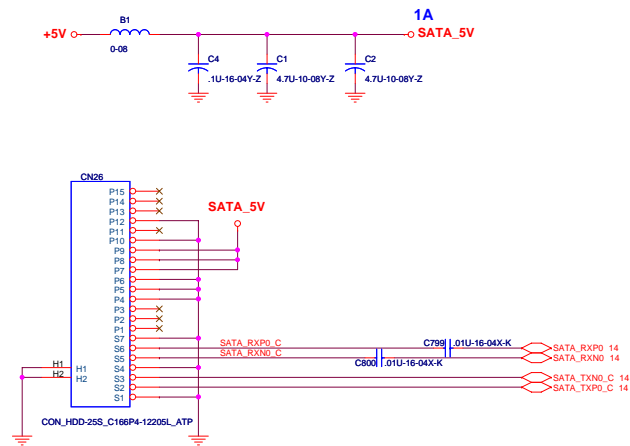 1A
B1
+5V
SATA_5V
0-08
C4
C1
C2
.1U-16-04Y-Z
4.7U-10-08Y-Z
4.7U-10-08Y-Z
CN26
P15
P14
P13
SATA_5V
P12
P11
P10
P9
P8
P7
P6
P5
P4
P3
P2
P1
S7
SATA_RXP0_C
C799
.01U-16-04X-K
S6
SATA_RXP0 14
SATA_RXN0_C
S5
SATA_RXN0 14
C800
.01U-16-04X-K
H1
H1
S4
H2
H2
S3
SATA_TXN0_C 14
S2
SATA_TXP0_C 14
S1
CON_HDD-25S_C166P4-12205L_ATP